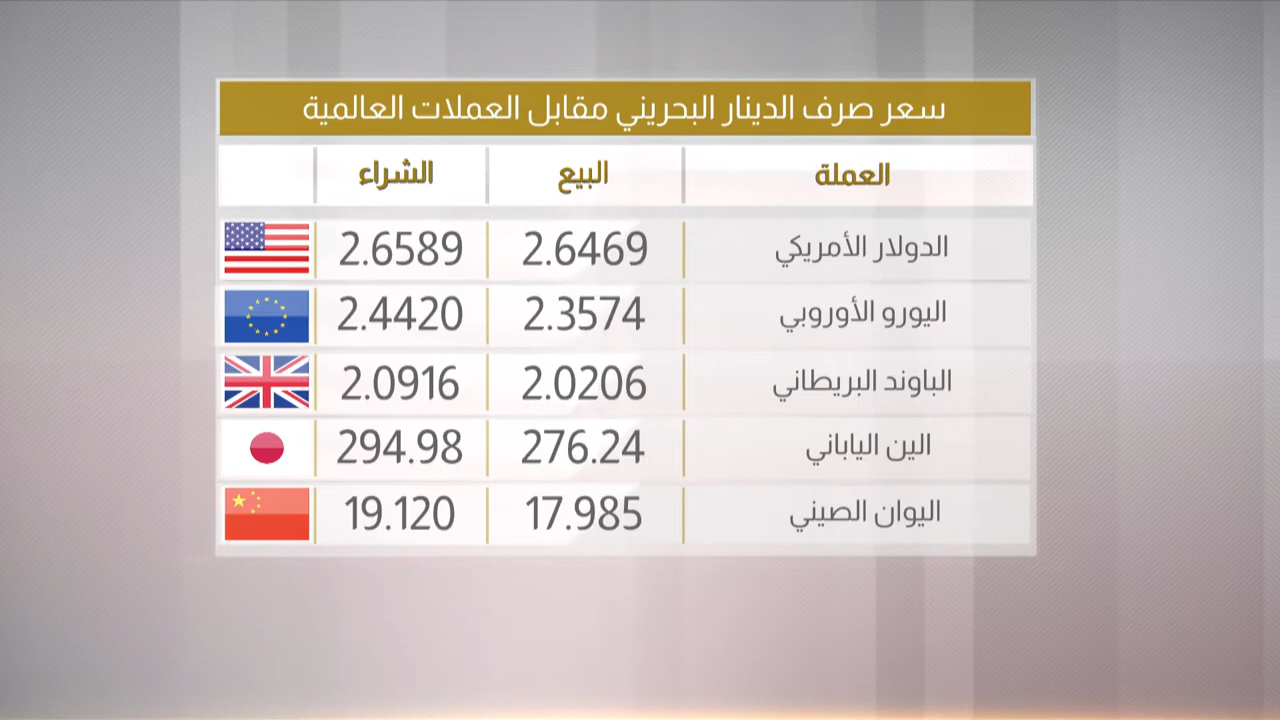 سعر صرف الدينار البحريني مقابل العملات العالمية
العملة البيع الشراء
الدولار الأمريكي 2.6469 2.6589
اليورو الأوروبي 2.3574 2.4420
الباوند البريطاني 2.0206 2.0916
الين الياباني 276.24 294.98
اليوان الصيني 17.985 19.120